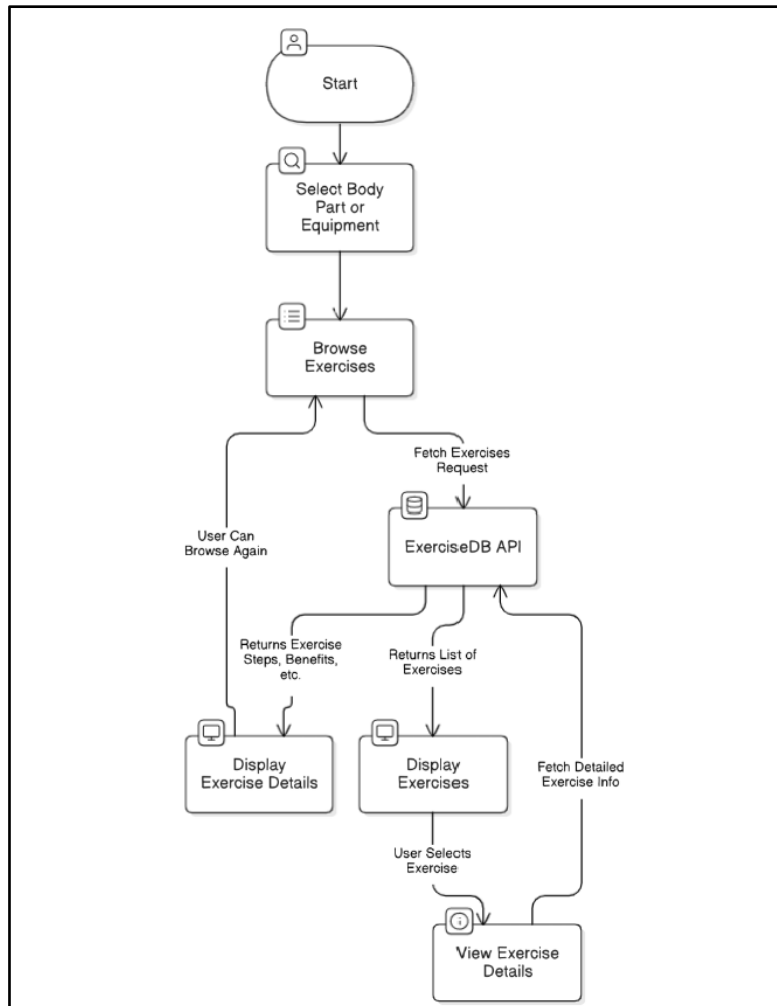 Start
Select Body
Part or
Equipment
Browse
Exercises
Fetch Exercises
Request
ExerciseDB API
User Can
Browse Again
Returns Exercise
Steps, Benefits,
etc.
Returns List of
Exercises
Display
Exercise Details
Display
Exercises
Fetch Detailed
Exercise Info
User Selects
Exercise
View Exercise
Details